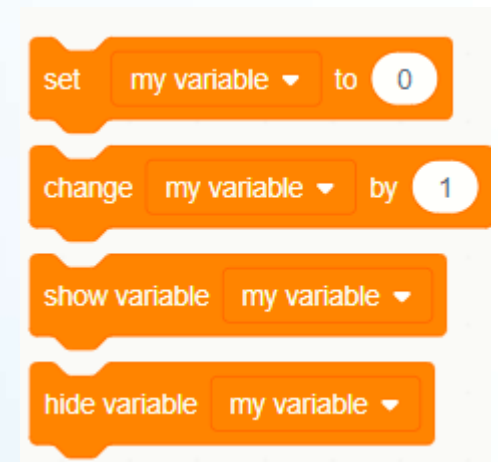 set my variable to 0
change my variable by 1
show variable my variable
hide variable my variable